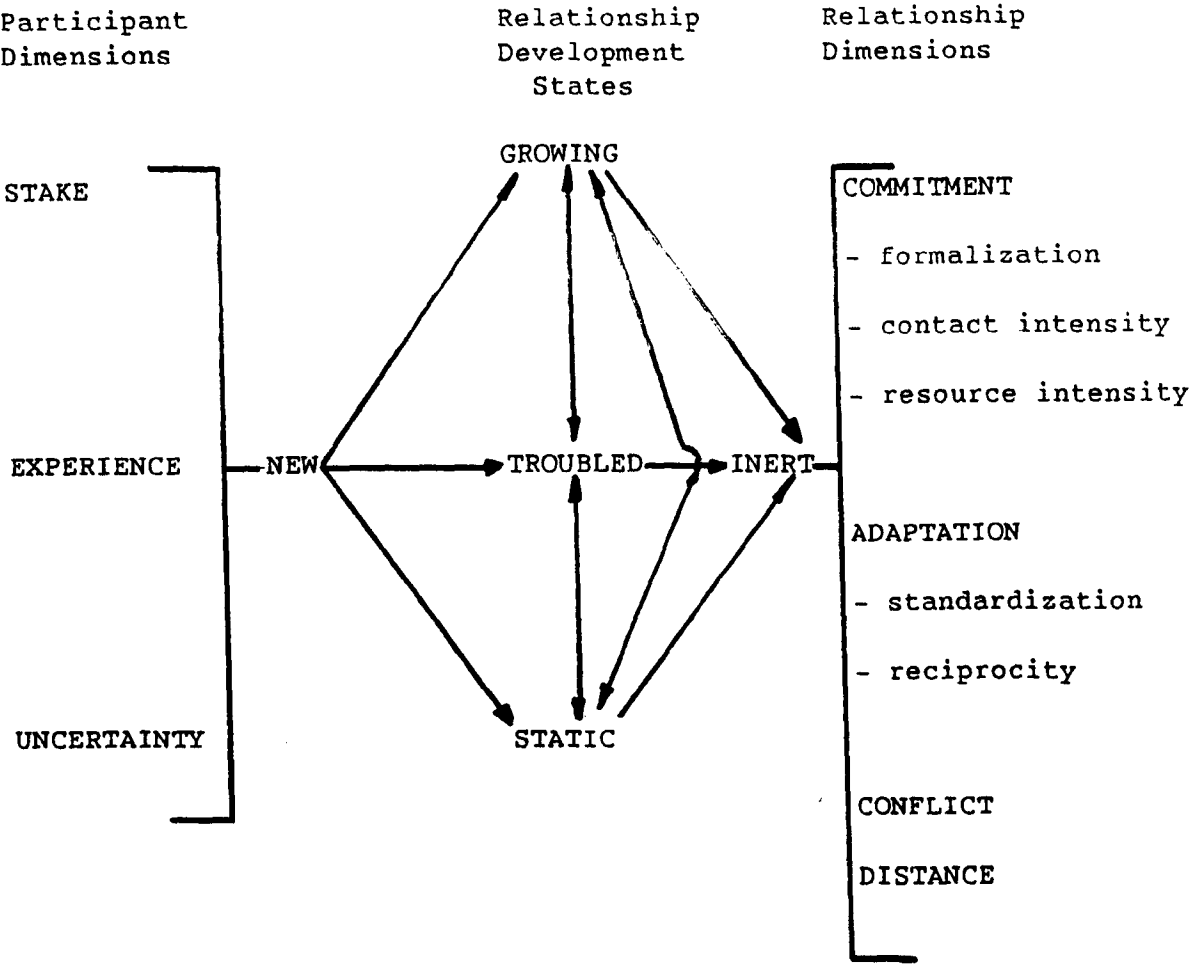 Participant
Dimensions
Relationship
Development
States
Relationship
Dimensions
STAKE
EXPERIENCE
UNCERTAINTY
NEW
GROWING
TROUBLED
STATIC
INERT
COMMITMENT
- formalization
- contact intensity
- resource intensity
ADAPTATION
- standardization
- reciprocity
CONFLICT
DISTANCE